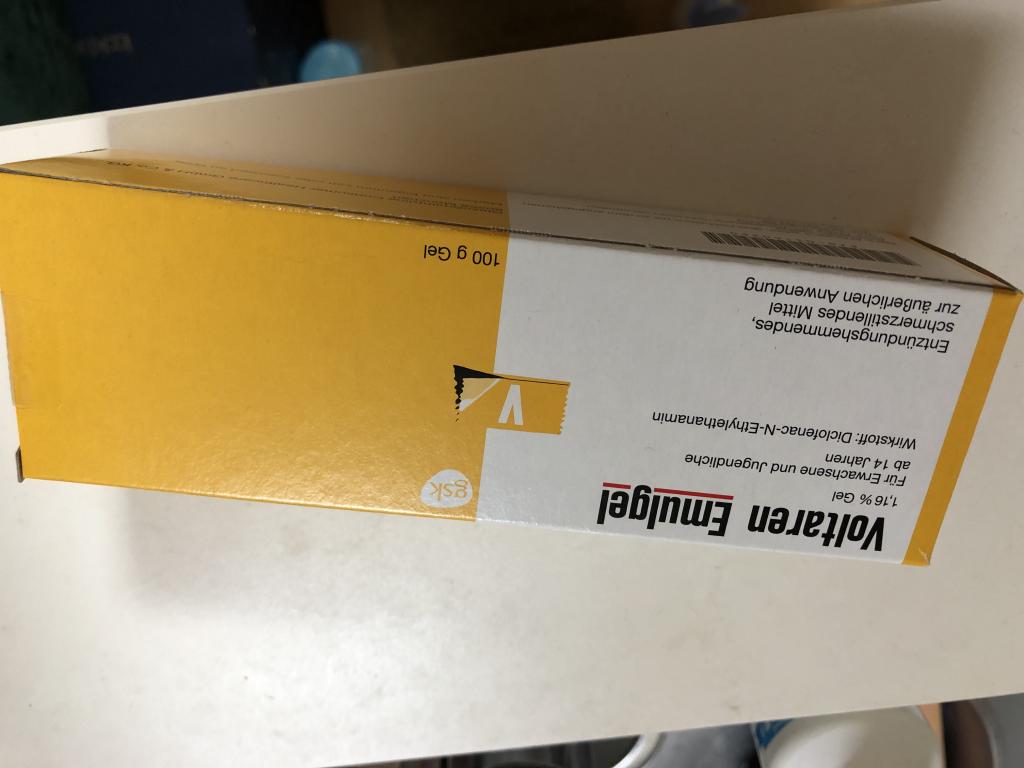 Voltaren Emulgel
1,16 % Gel
Für Erwachsene und Jugendliche
ab 14 Jahren
Wirkstoff: Diclofenac-N-Ethylethanamin
Entzündungshemmendes,
schmerzstillendes Mittel
zur äußerlichen Anwendung
gsk
V
100 g Gel